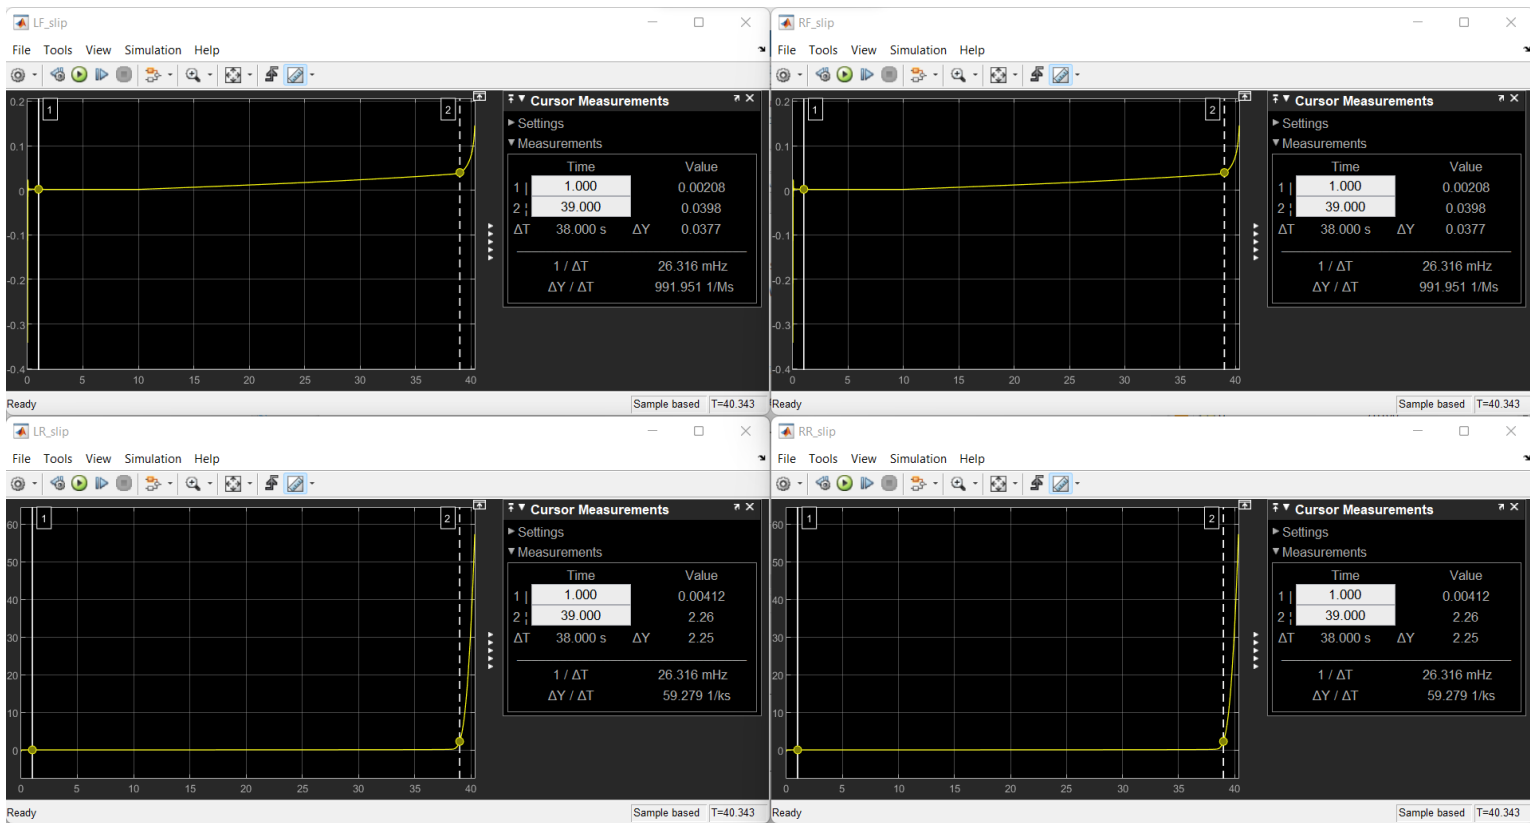 LF_slip
File Tools View Simulation Help
1
2
0.2
0.1
0
-0.1
-0.2
-0.3
-0.4
0 5 10 15 20 25 30 35 40
Cursor Measurements
Settings
Measurements
Time Value
1 | 1.000 0.00208
2 ¦ 39.000 0.0398
ΔT 38.000 s ΔY 0.0377
1 / ΔT 26.316 mHz
ΔY / ΔT 991.951 1/Ms
Ready Sample based T=40.343
RF_slip
File Tools View Simulation Help
1
2
0.2
0.1
0
-0.1
-0.2
-0.3
-0.4
0 5 10 15 20 25 30 35 40
Cursor Measurements
Settings
Measurements
Time Value
1 | 1.000 0.00208
2 ¦ 39.000 0.0398
ΔT 38.000 s ΔY 0.0377
1 / ΔT 26.316 mHz
ΔY / ΔT 991.951 1/Ms
Ready Sample based T=40.343
LR_slip
File Tools View Simulation Help
1
2
60
50
40
30
20
10
0
0 5 10 15 20 25 30 35 40
Cursor Measurements
Settings
Measurements
Time Value
1 | 1.000 0.00412
2 ¦ 39.000 2.26
ΔT 38.000 s ΔY 2.25
1 / ΔT 26.316 mHz
ΔY / ΔT 59.279 1/ks
Ready Sample based T=40.343
RR_slip
File Tools View Simulation Help
1
2
60
50
40
30
20
10
0
0 5 10 15 20 25 30 35 40
Cursor Measurements
Settings
Measurements
Time Value
1 | 1.000 0.00412
2 ¦ 39.000 2.26
ΔT 38.000 s ΔY 2.25
1 / ΔT 26.316 mHz
ΔY / ΔT 59.279 1/ks
Ready Sample based T=40.343